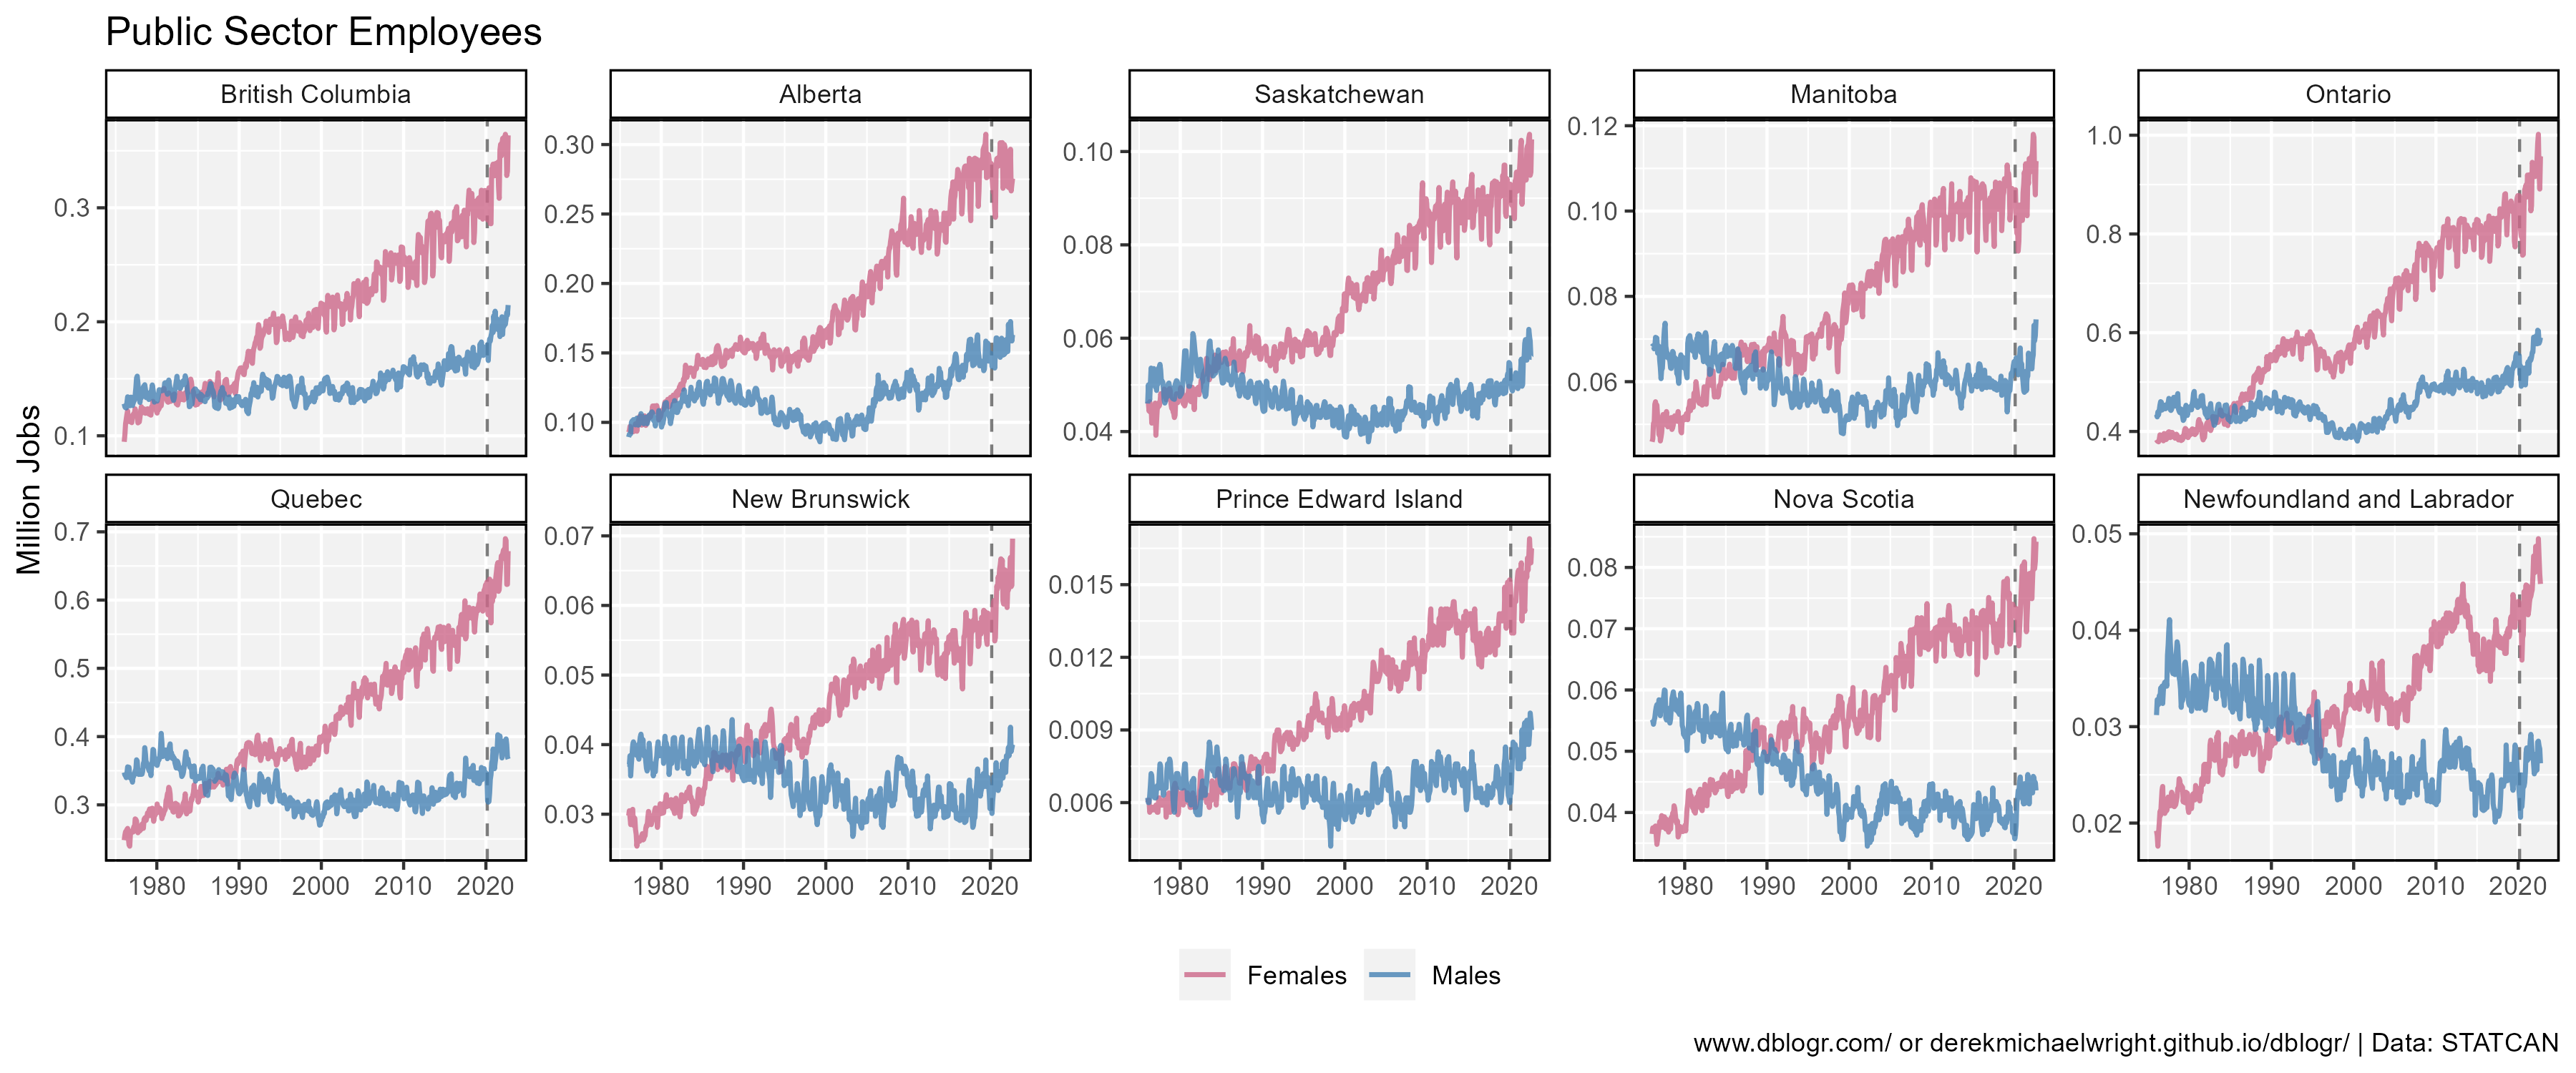 Public Sector Employees
British Columbia
Alberta
Saskatchewan
Manitoba
Ontario
0.3
0.2
0.1
0.30
0.25
0.20
0.15
0.10
0.10
0.08
0.06
0.04
0.12
0.10
0.08
0.06
1.0
0.8
0.6
0.4
Million Jobs
Quebec
New Brunswick
Prince Edward Island
Nova Scotia
Newfoundland and Labrador
0.7
0.6
0.5
0.4
0.3
0.07
0.06
0.05
0.04
0.03
0.015
0.012
0.009
0.006
0.08
0.07
0.06
0.05
0.04
0.05
0.04
0.03
0.02
1980 1990 2000 2010 2020
1980 1990 2000 2010 2020
1980 1990 2000 2010 2020
1980 1990 2000 2010 2020
1980 1990 2000 2010 2020
Females Males
www.dblogr.com/ or derekmichaelwright.github.io/dblogr/ | Data: STATCAN